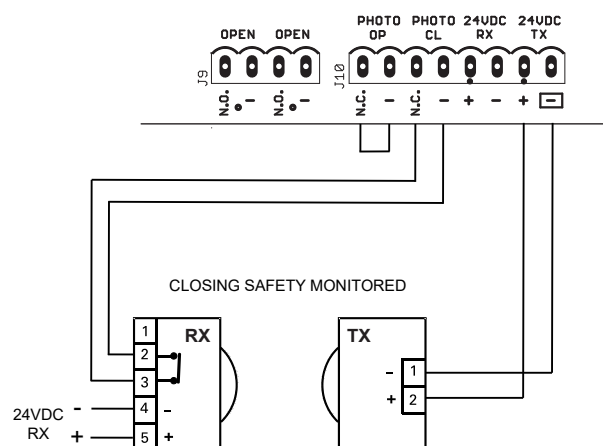 OPEN OPEN
PHOTO OP PHOTO CL 24VDC RX 24VDC TX
J9
J10
N.O. - N.O. -
N.C. - N.C. - + - + -
CLOSING SAFETY MONITORED
RX
TX
1
2
3
4 -
5 +
- 1
+ 2
24VDC RX
-
+